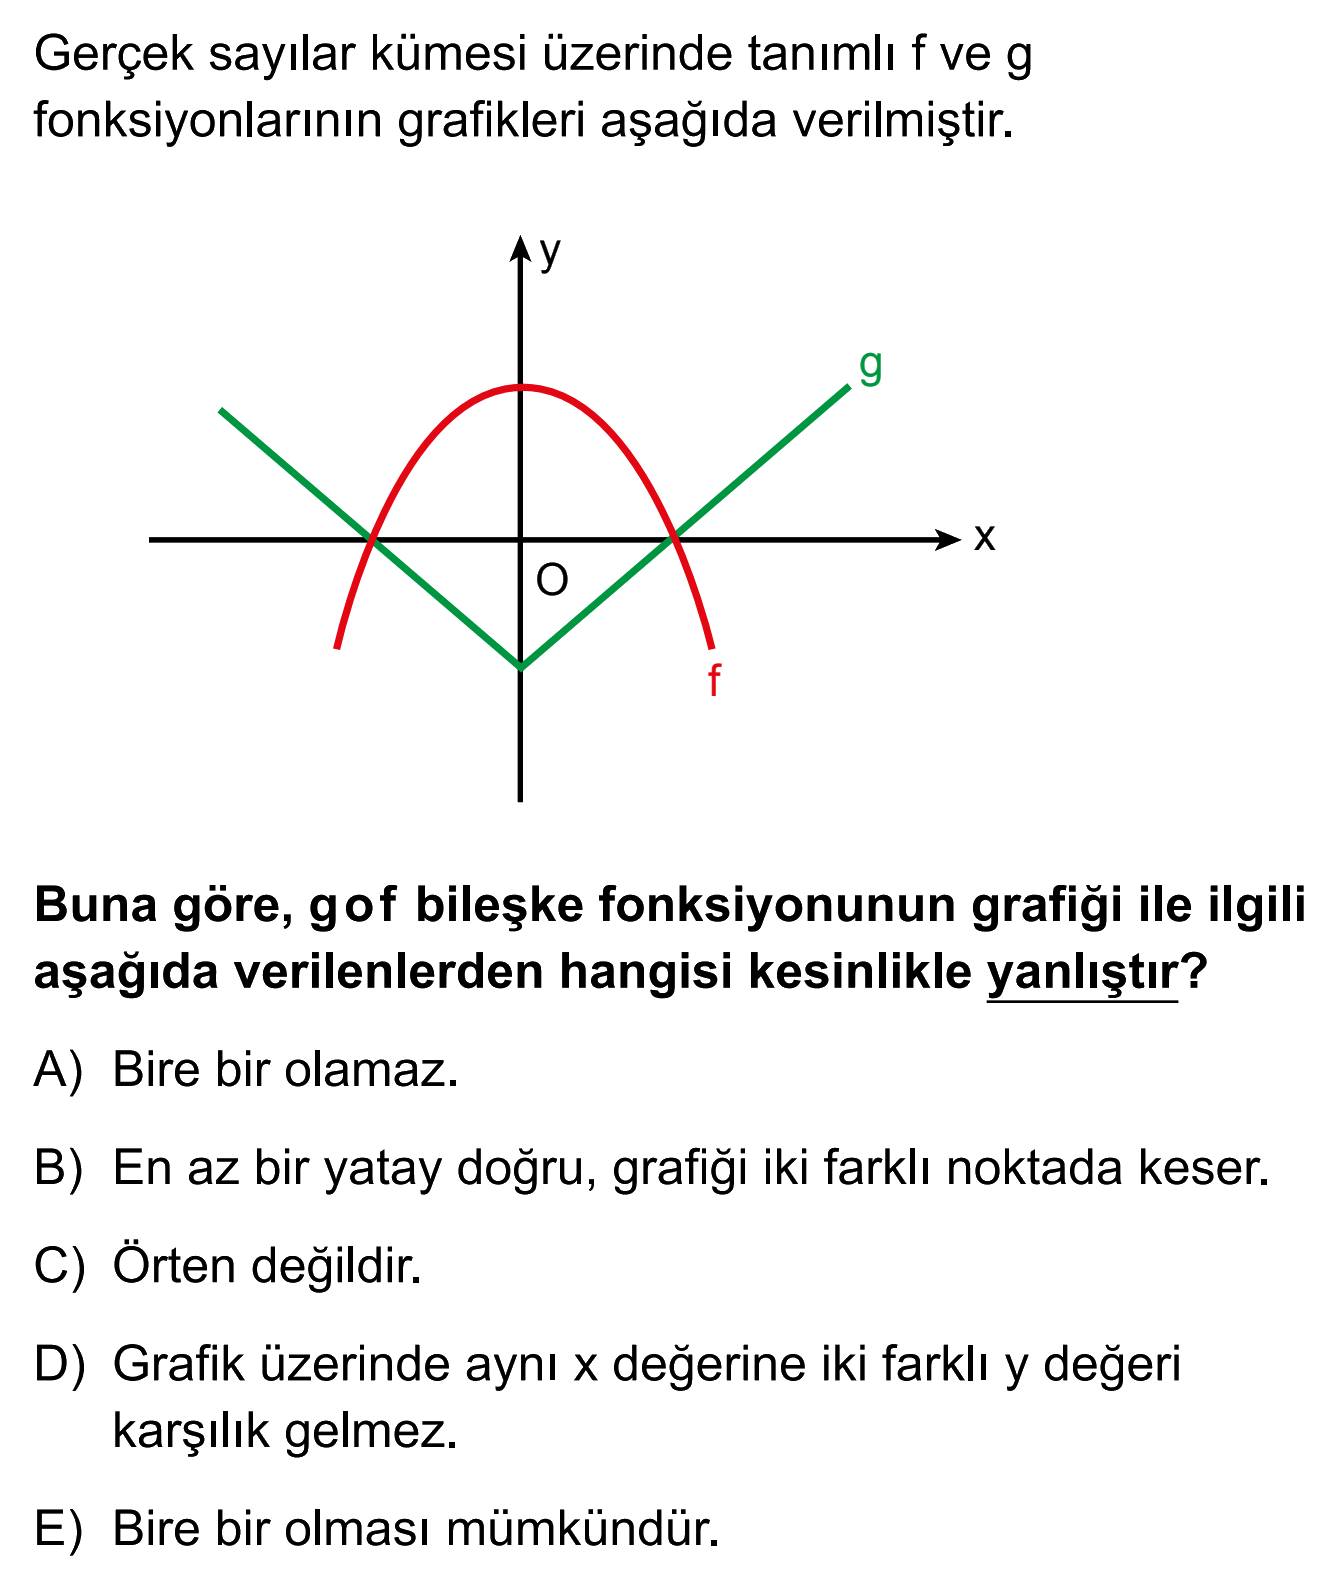 Gerçek sayılar kümesi üzerinde tanımlı f ve g
fonksiyonlarının grafikleri aşağıda verilmiştir.
y
g
x
O
f
Buna göre, gof bileşke fonksiyonunun grafiği ile ilgili
aşağıda verilenlerden hangisi kesinlikle yanlıştır?
A) Bire bir olamaz.
B) En az bir yatay doğru, grafiği iki farklı noktada keser.
C) Örten değildir.
D) Grafik üzerinde aynı x değerine iki farklı y değeri
karşılık gelmez.
E) Bire bir olması mümkündür.